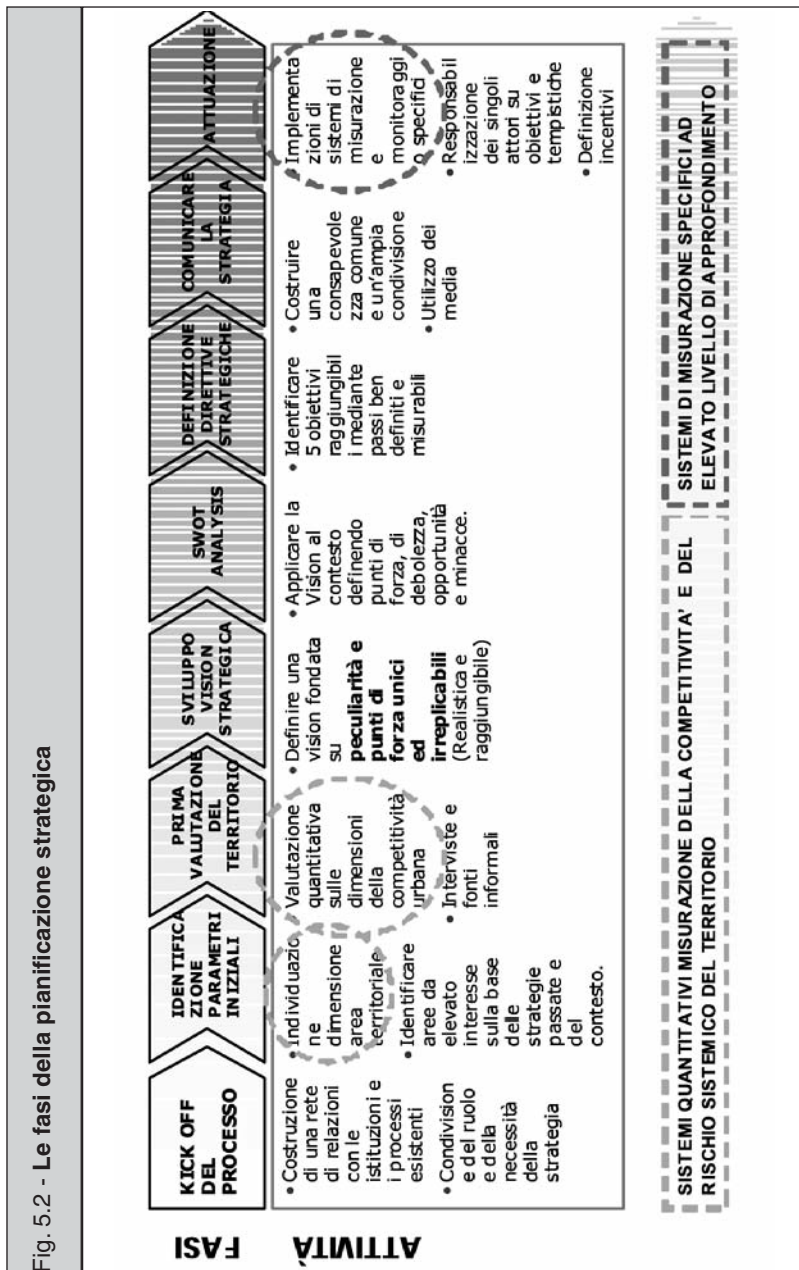 Fig. 5.2 - Le fasi della pianificazione strategica
FASI
KICK OFF
DEL
PROCESSO
IDENTIFICA
ZIONE
PARAMETRI
INIZIALI
PRIMA
VALUTAZIONE
DEL
TERRITORIO
SVILUPPO
VISION
STRATEGICA
SWOT
ANALYSIS
DEFINIZIONE
DIRETTIVE
STRATEGICHE
COMUNICARE
LA
STRATEGIA
ATTUAZIONE
ATTIVITÀ
• Costruzione
di una rete
di relazioni
con le
istituzioni e
i processi
esistenti
• Condivision
e del ruolo
e della
necessità
della
strategia
• Individuazio
ne
dimensione
area
territoriale
• Identificare
aree da
elevato
interesse
sulla base
delle
strategie
passate e
del
contesto.
Valutazione
quantitativa
sulle
dimensioni
della
competitività
urbana
• Interviste e
fonti
informali
• Definire una
vision fondata
su
peculiarità e
punti di
forza unici
ed
irreplicabili
(Realistica e
raggiungibile)
• Applicare la
Vision al
contesto
definendo
punti di
forza, di
debolezza,
opportunità
e minacce.
• Identificare
5 obiettivi
raggiungibil
i mediante
passi ben
definiti e
misurabili
• Costruire
una
consapevole
zza comune
e un'ampia
condivisione
• Utilizzo dei
media
• Implementa
zioni di
sistemi di
misurazione
e
monitoraggi
o specifici
• Responsabil
izzazione
dei singoli
attori su
obiettivi e
tempistiche
• Definizione
incentivi
SISTEMI QUANTITATIVI MISURAZIONE DELLA COMPETITIVITA' E DEL
RISCHIO SISTEMICO DEL TERRITORIO
SISTEMI DI MISURAZIONE SPECIFICI AD
ELEVATO LIVELLO DI APPROFONDIMENTO